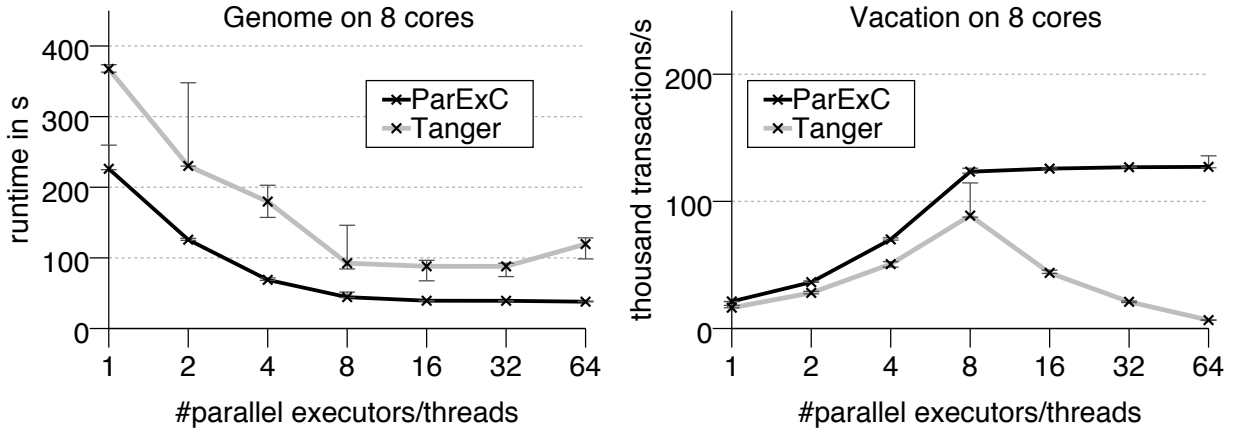 Genome on 8 cores
runtime in s
400
300
200
100
0
ParExC
Tanger
1 2 4 8 16 32 64
#parallel executors/threads
Vacation on 8 cores
thousand transactions/s
200
100
0
ParExC
Tanger
1 2 4 8 16 32 64
#parallel executors/threads